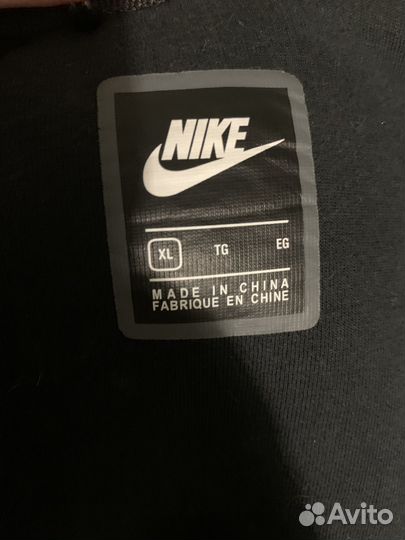 NIKE
XL TG EG
MADE IN CHINA
FABRIQUE EN CHINE
Avito